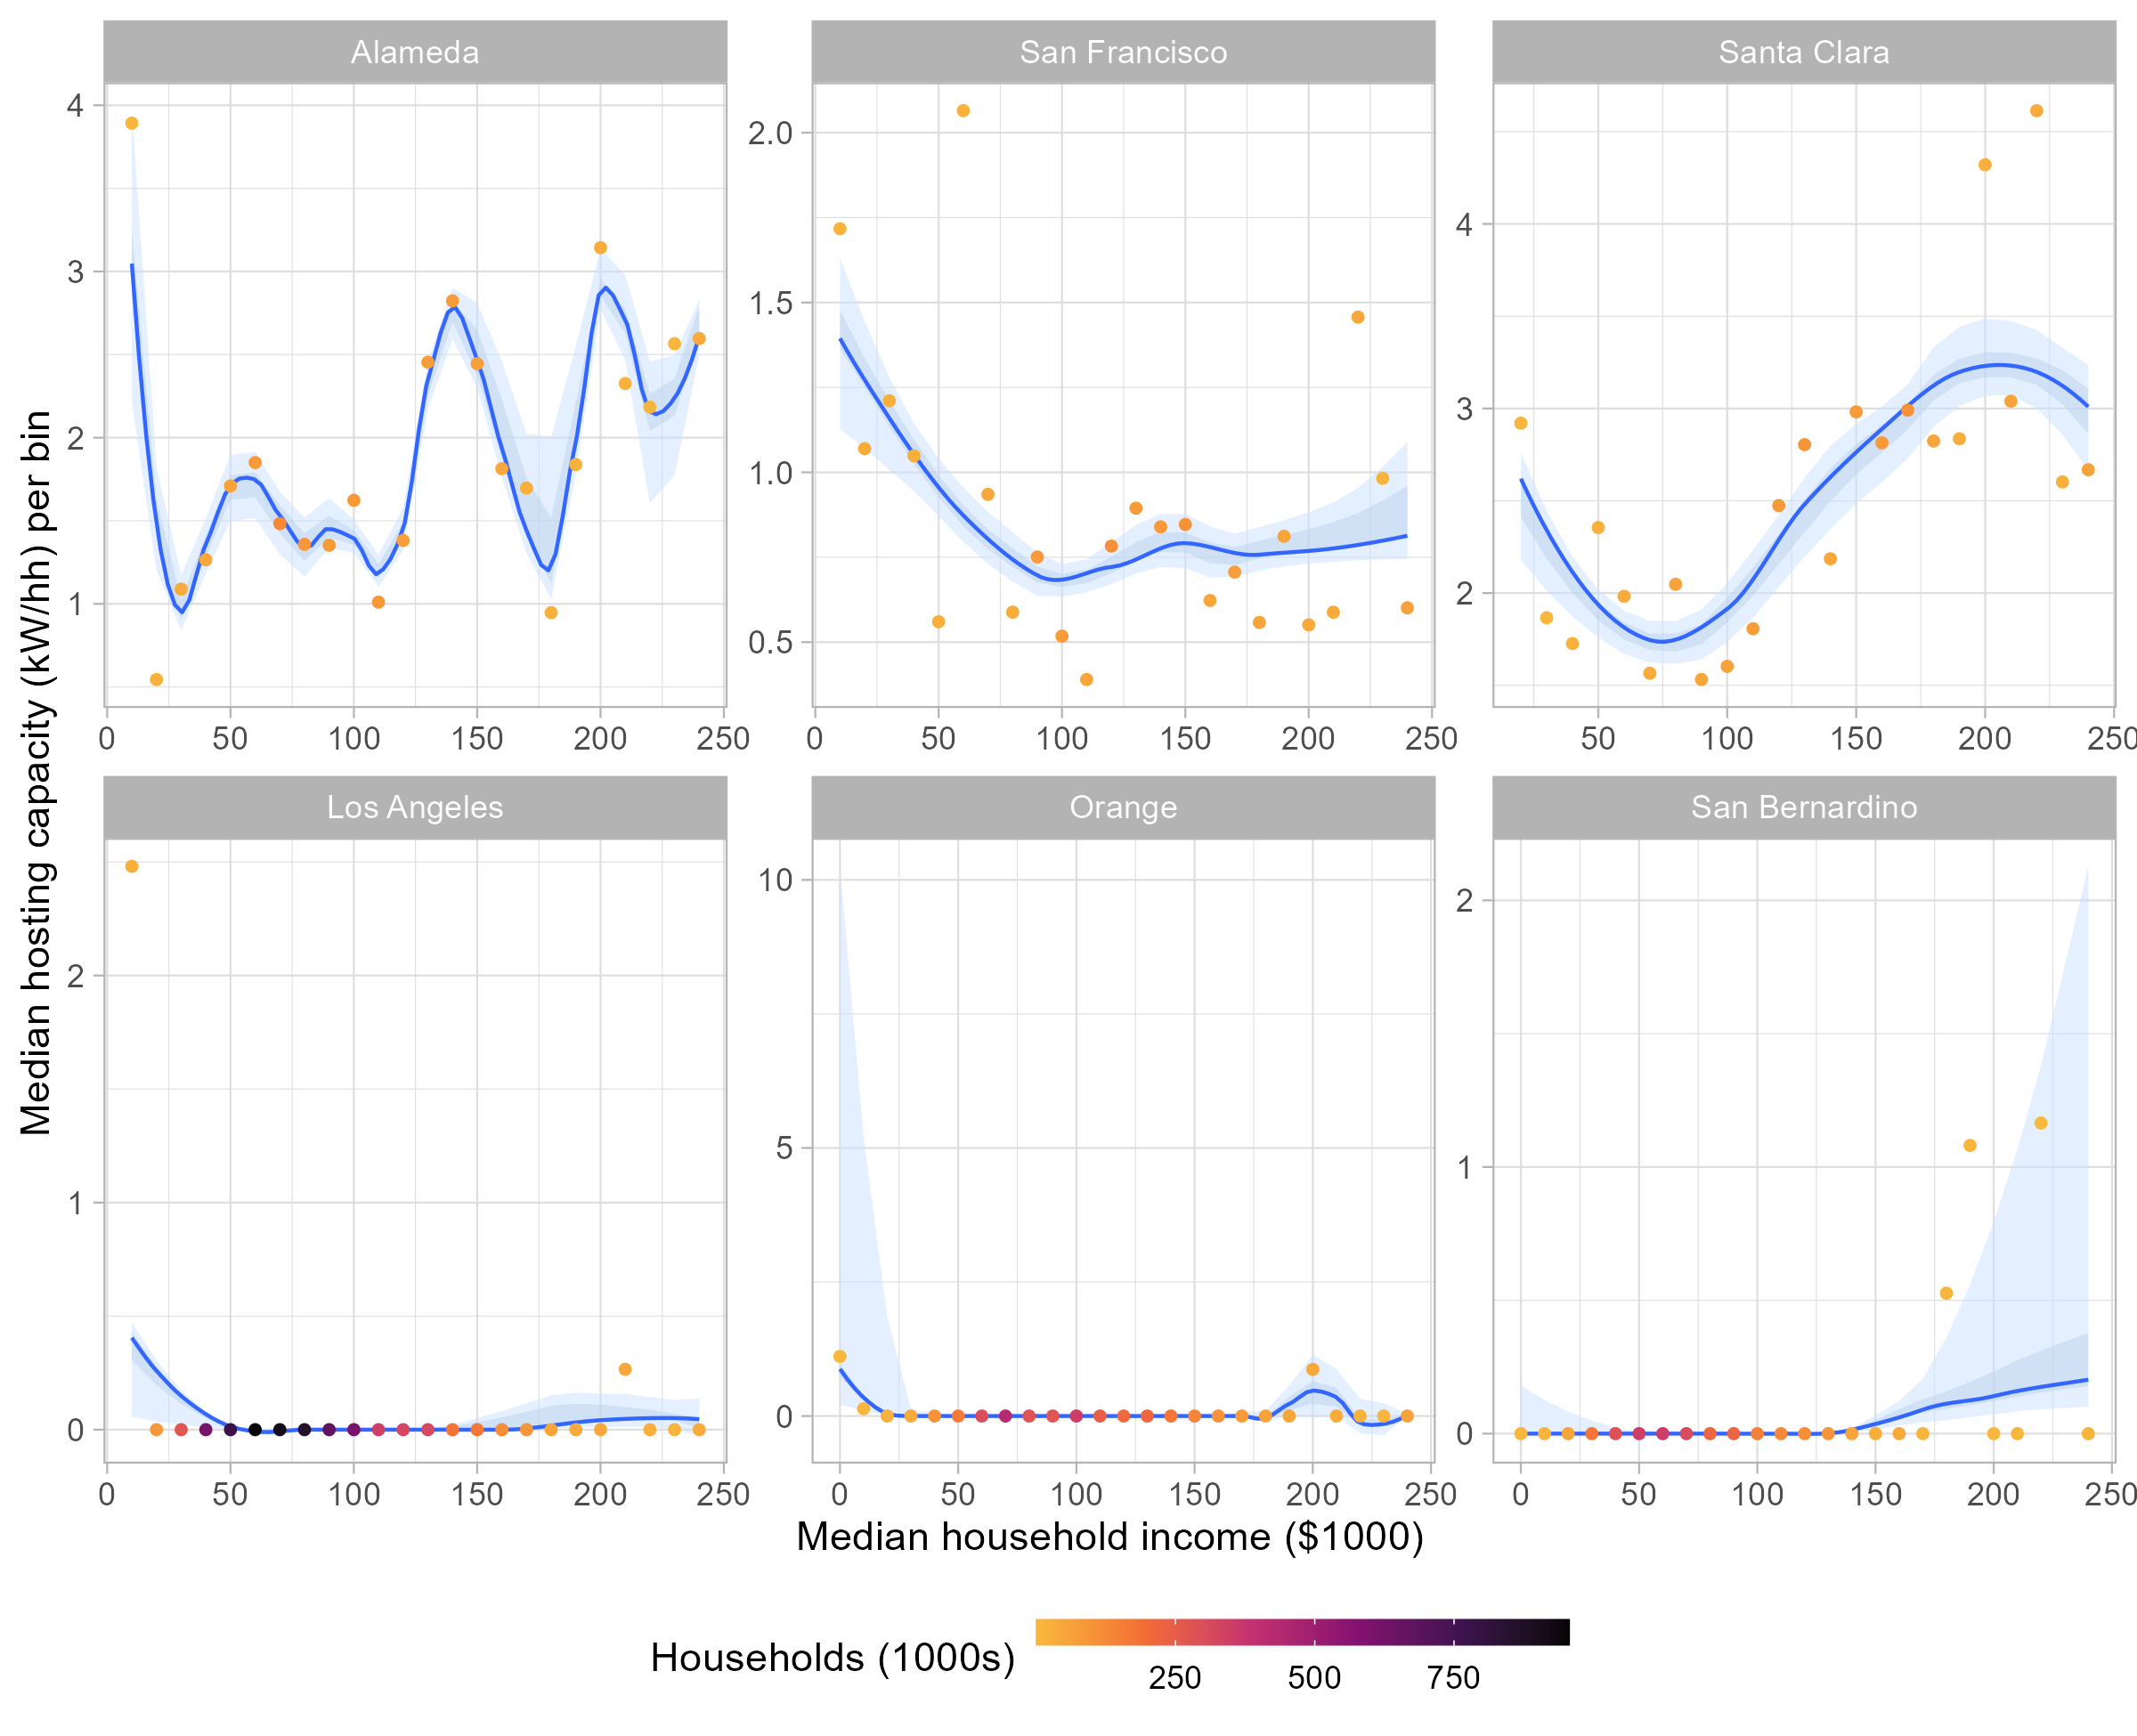 Alameda
San Francisco
Santa Clara
4
3
2
1
2.0
1.5
1.0
0.5
4
3
2
0 50 100 150 200 250
0 50 100 150 200 250
50 100 150 200 250
Median hosting capacity (kW/hh) per bin
Los Angeles
Orange
San Bernardino
2
1
0
10
5
0
2
1
0
0 50 100 150 200 250
0 50 100 150 200 250
0 50 100 150 200 250
Median household income ($1000)
Households (1000s)
250 500 750